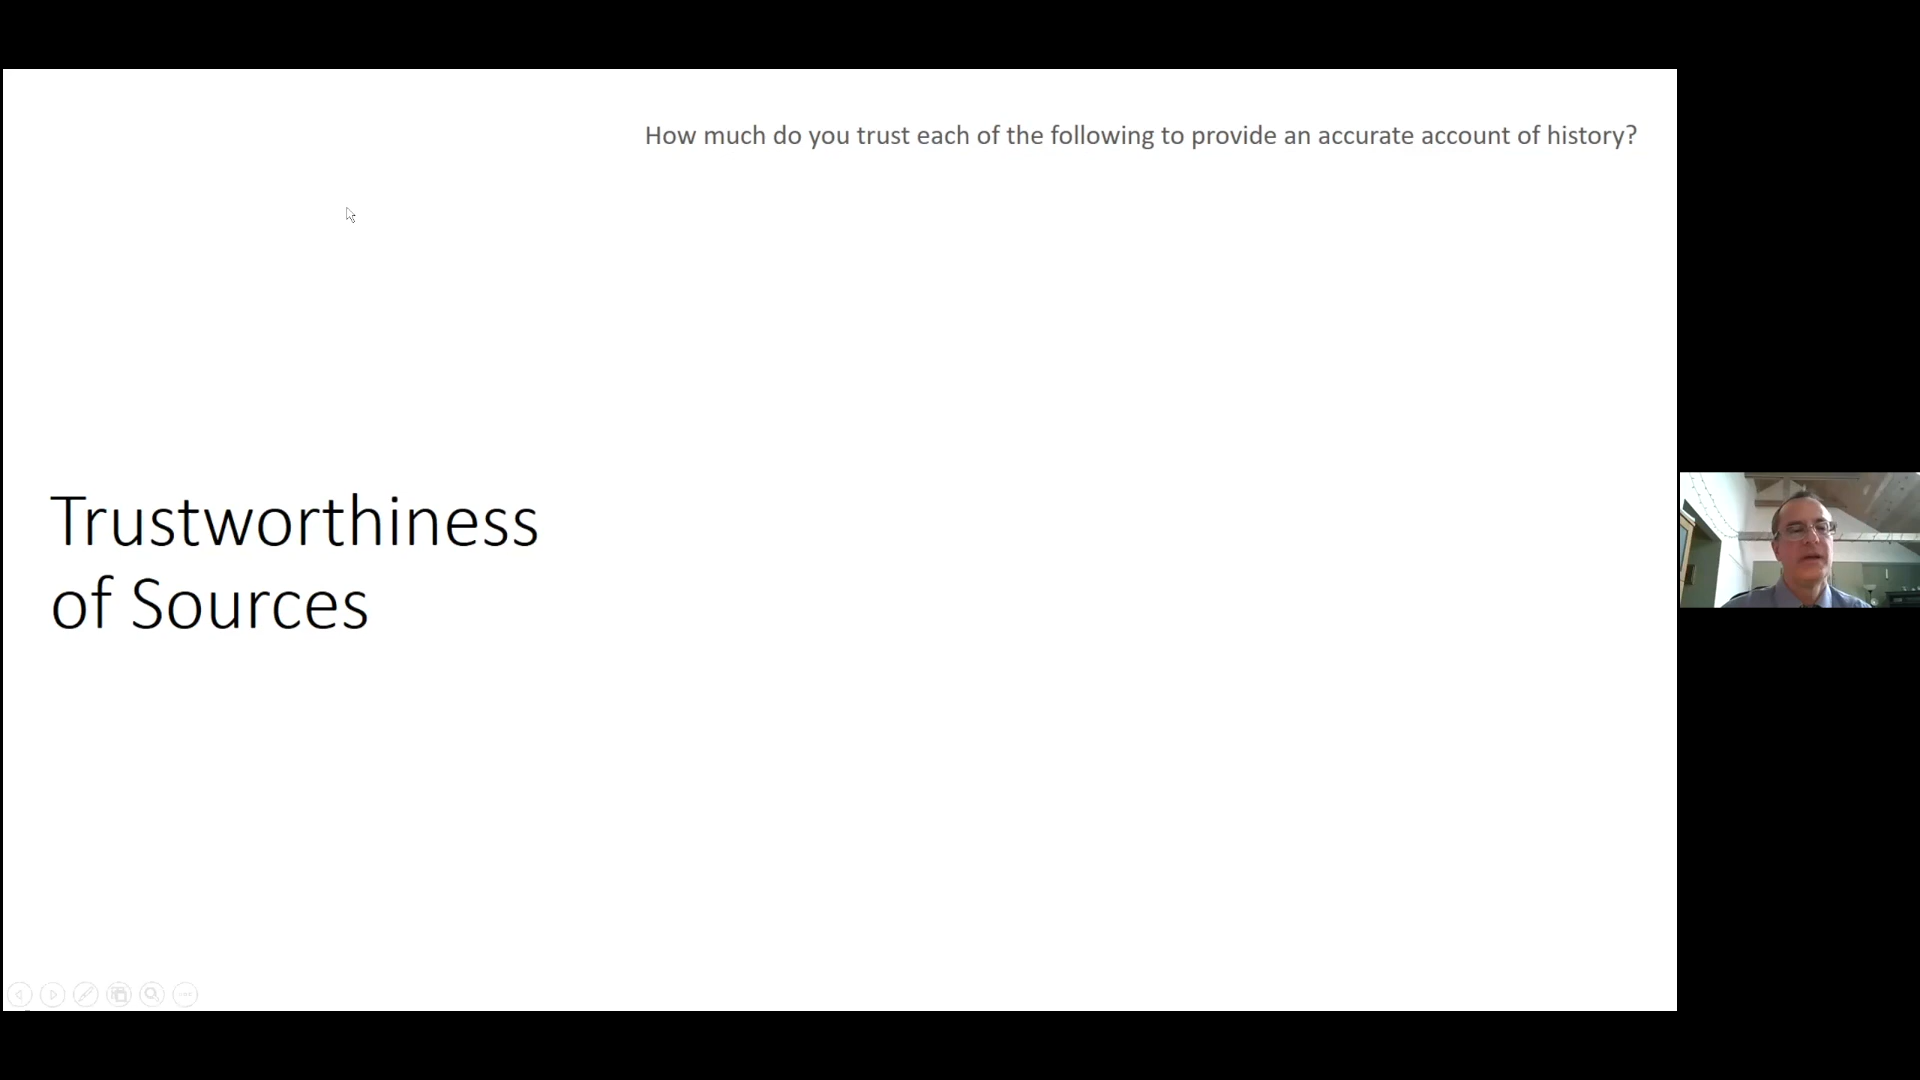 How much do you trust each of the following to provide an accurate account of history?
Trustworthiness
of Sources